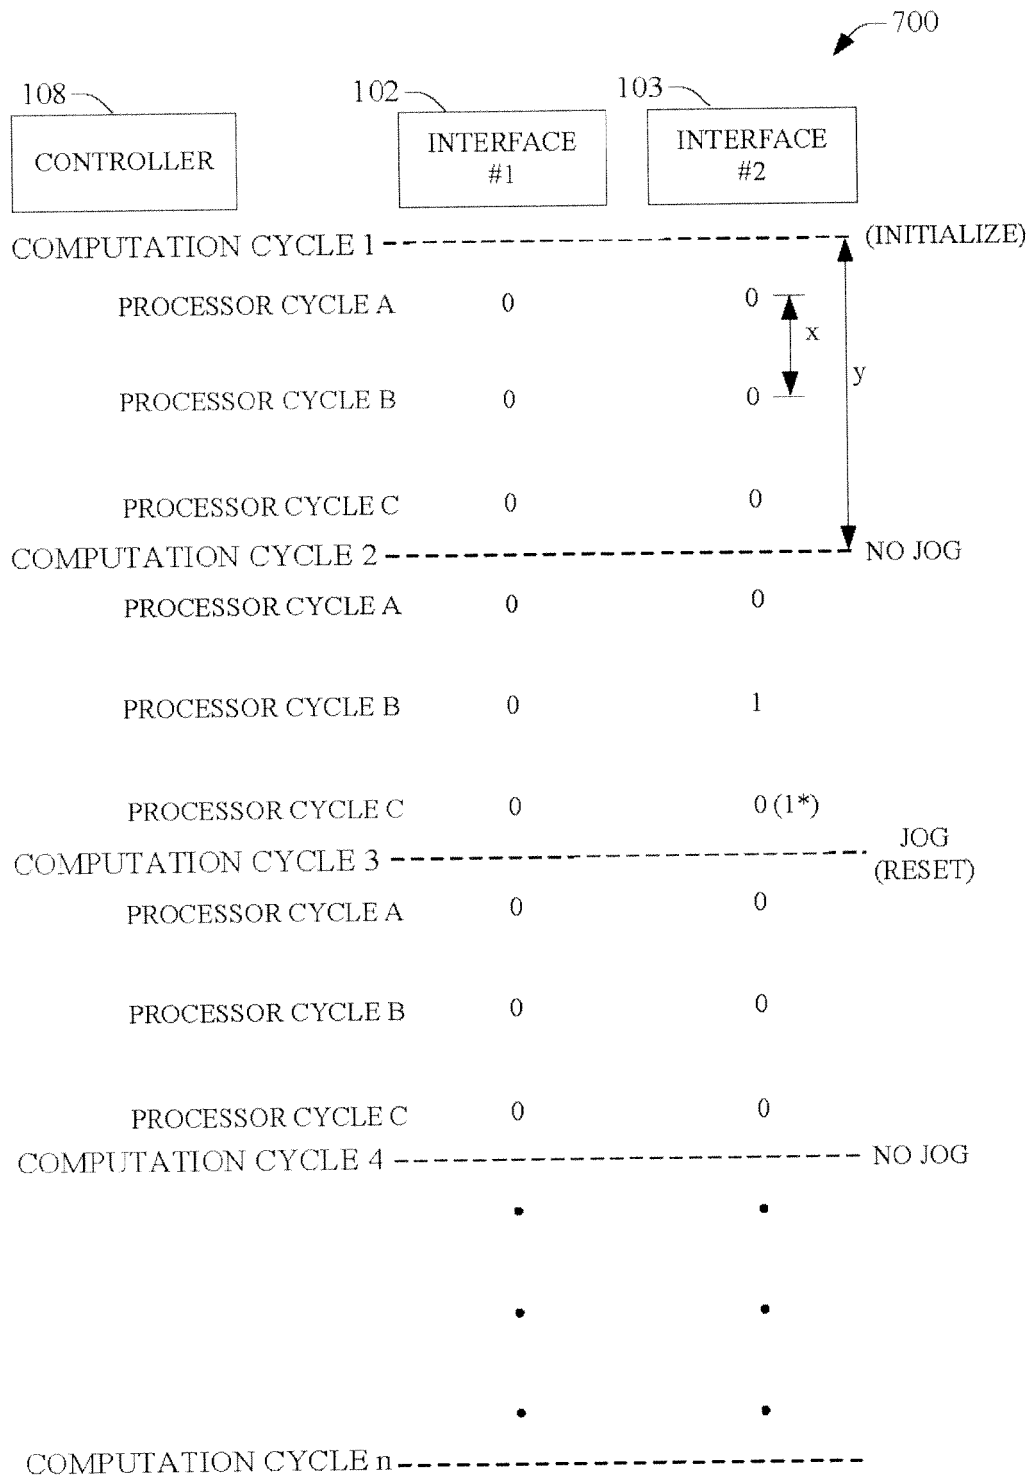 700
108
102
103
CONTROLLER
INTERFACE
#1
INTERFACE
#2
COMPUTATION CYCLE 1
(INITIALIZE)
PROCESSOR CYCLE A 0 0
x
y
PROCESSOR CYCLE B 0 0
PROCESSOR CYCLE C 0 0
COMPUTATION CYCLE 2
NO JOG
PROCESSOR CYCLE A 0 0
PROCESSOR CYCLE B 0 1
PROCESSOR CYCLE C 0 0 (1*)
COMPUTATION CYCLE 3
JOG
(RESET)
PROCESSOR CYCLE A 0 0
PROCESSOR CYCLE B 0 0
PROCESSOR CYCLE C 0 0
COMPUTATION CYCLE 4
NO JOG
COMPUTATION CYCLE n